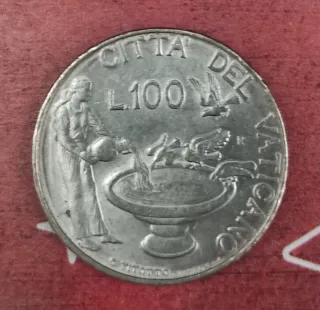 CITTA' DEL VATICANO
L.100
R